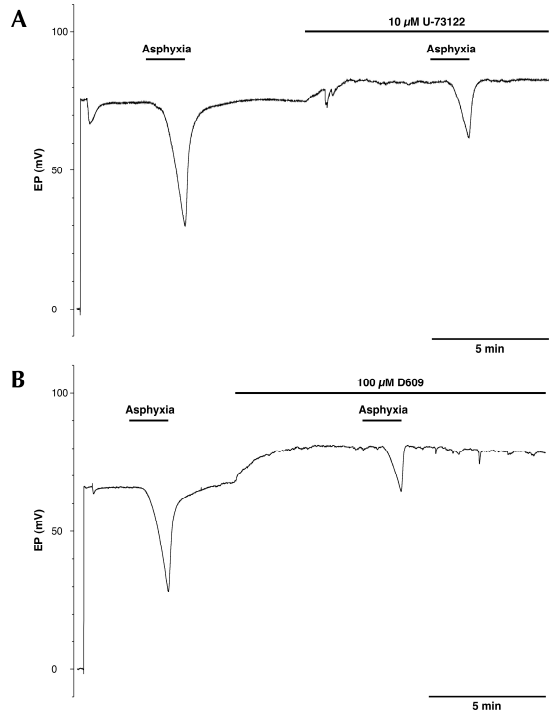 A
100
10 µM U-73122
Asphyxia
Asphyxia
EP (mV)
50
0
5 min
B
100
100 µM D609
Asphyxia
Asphyxia
EP (mV)
50
0
5 min